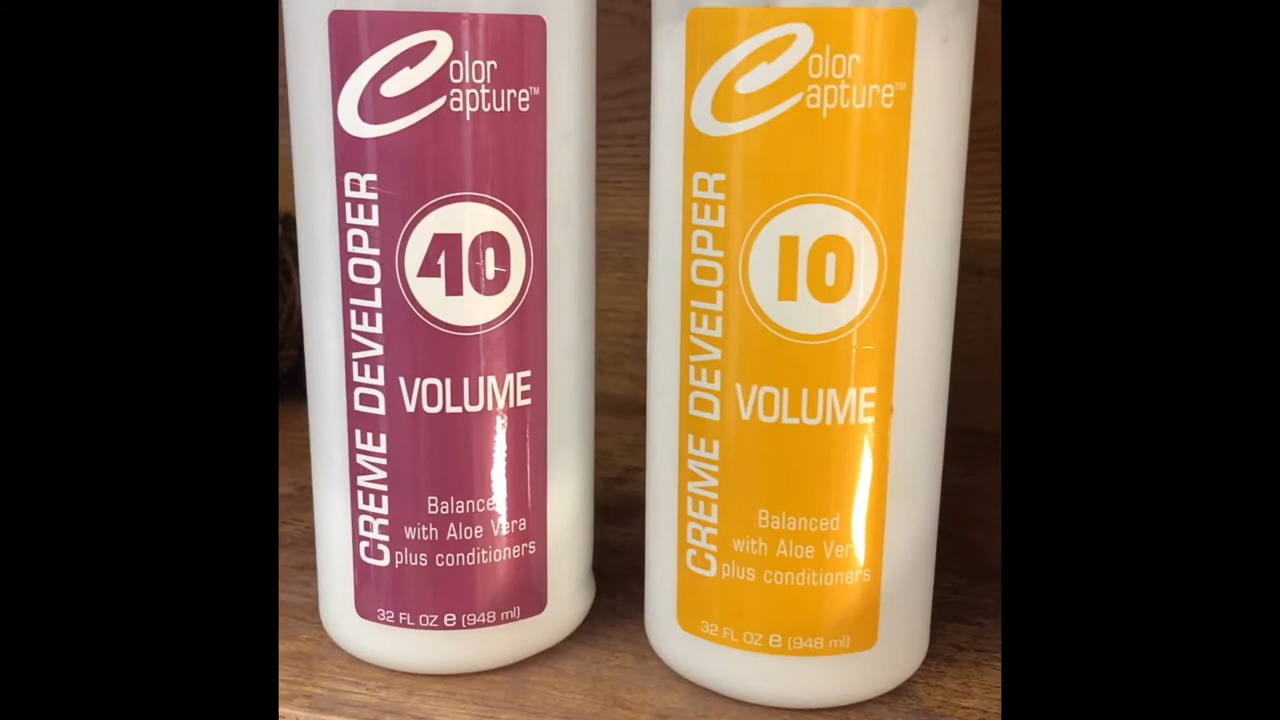 Color
Capture™
CREME DEVELOPER
40
VOLUME
Balanced
with Aloe Vera
plus conditioners
32 FL OZ e (948 ml)
Color
Capture™
CREME DEVELOPER
10
VOLUME
Balanced
with Aloe Vera
plus conditioners
32 FL OZ e (948 ml)